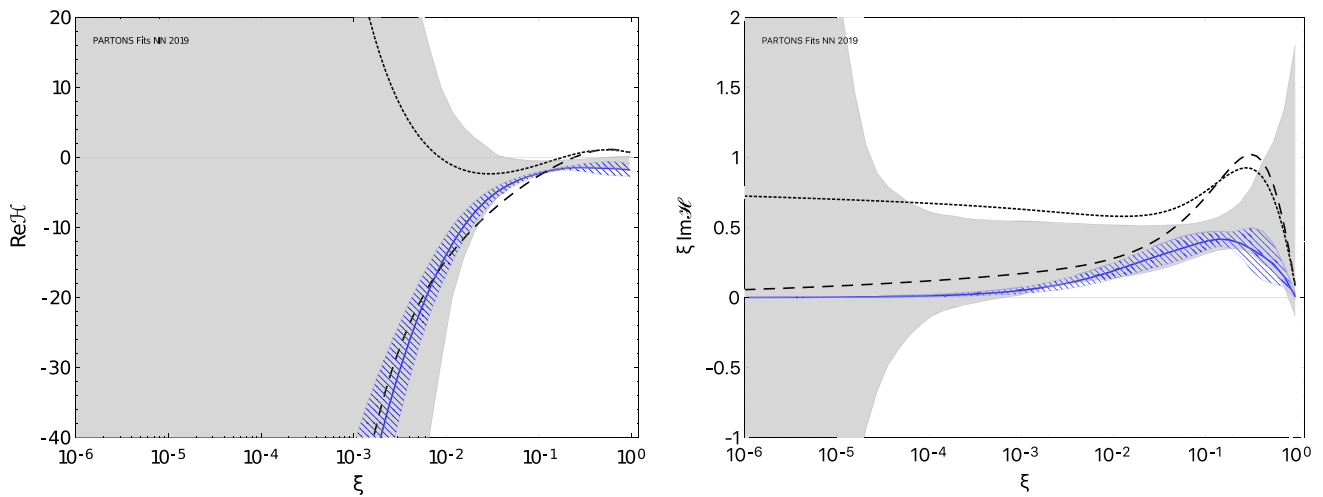 20
10
0
-10
-20
-30
-40
Reℋ
PARTONS Fits NN 2019
10⁻⁶ 10⁻⁵ 10⁻⁴ 10⁻³ 10⁻² 10⁻¹ 10⁰
ξ
2
1.5
1
0.5
0
-0.5
-1
ξ Imℋ
PARTONS Fits NN 2019
10⁻⁶ 10⁻⁵ 10⁻⁴ 10⁻³ 10⁻² 10⁻¹ 10⁰
ξ